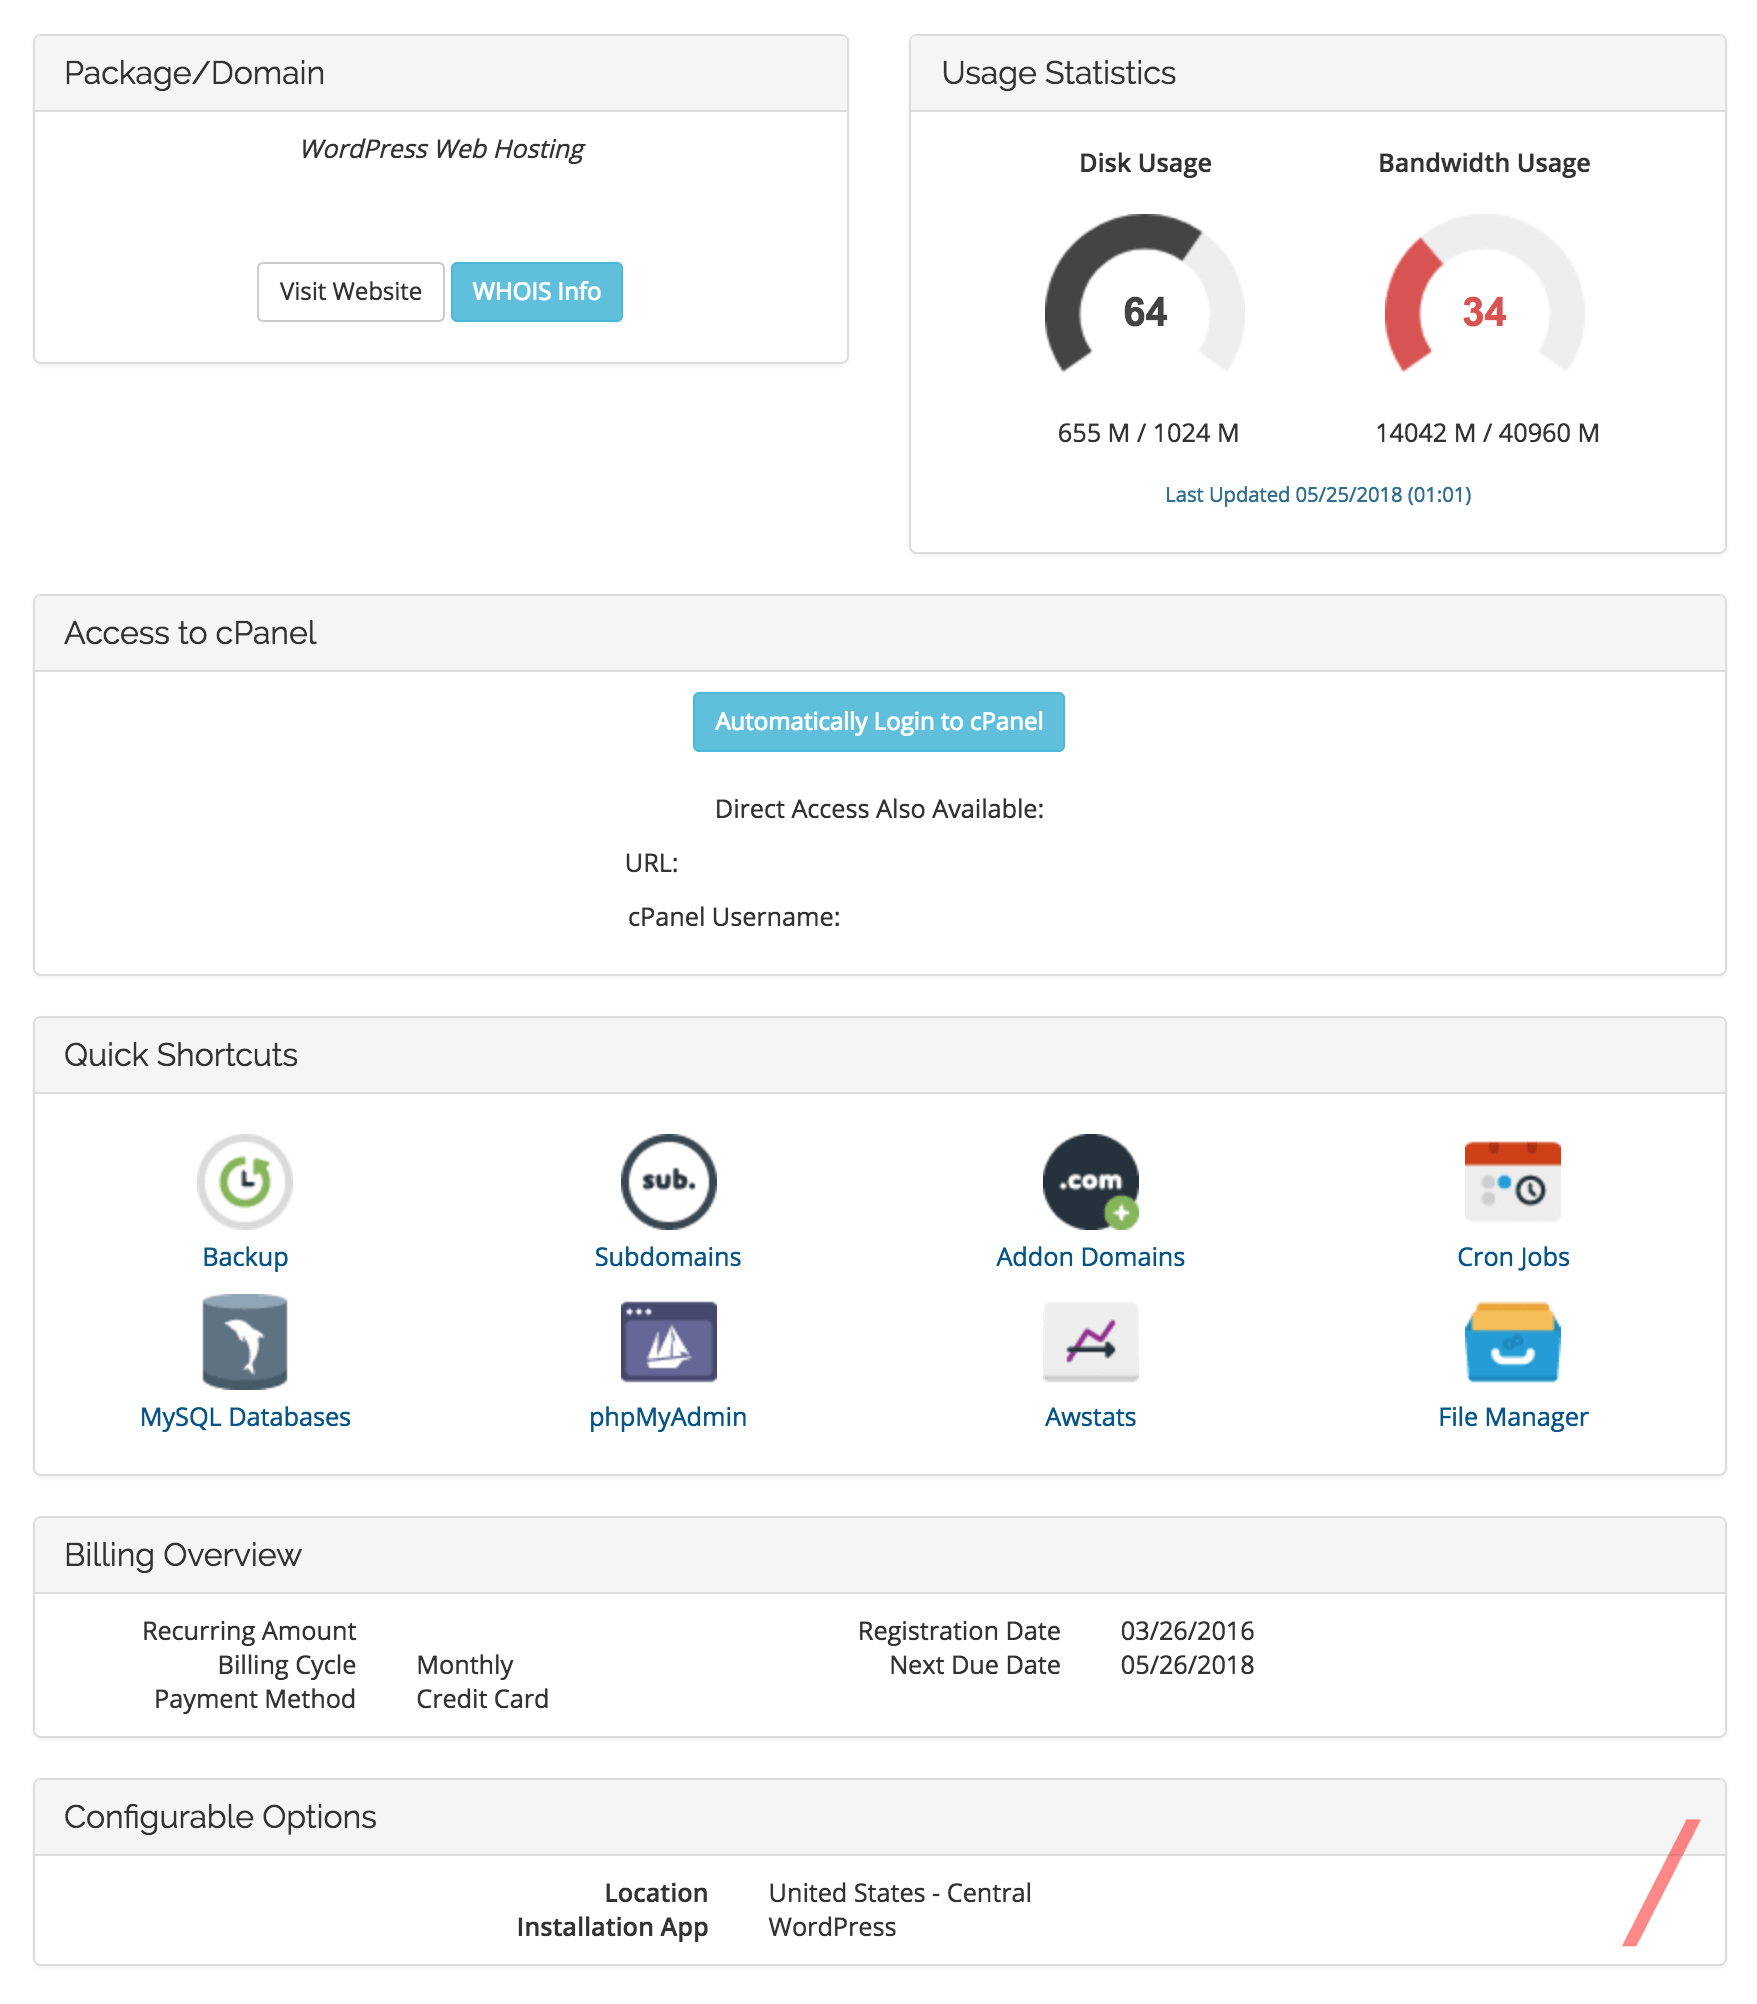 Package/Domain
WordPress Web Hosting
Visit Website WHOIS Info
Usage Statistics
Disk Usage Bandwidth Usage
64 34
655 M / 1024 M 14042 M / 40960 M
Last Updated 05/25/2018 (01:01)
Access to cPanel
Automatically Login to cPanel
Direct Access Also Available:
URL:
cPanel Username:
Quick Shortcuts
sub. .com
Backup Subdomains Addon Domains Cron Jobs
cP
MySQL Databases phpMyAdmin Awstats File Manager
Billing Overview
Recurring Amount Registration Date 03/26/2016
Billing Cycle Monthly Next Due Date 05/26/2018
Payment Method Credit Card
Configurable Options
Location United States - Central
Installation App WordPress